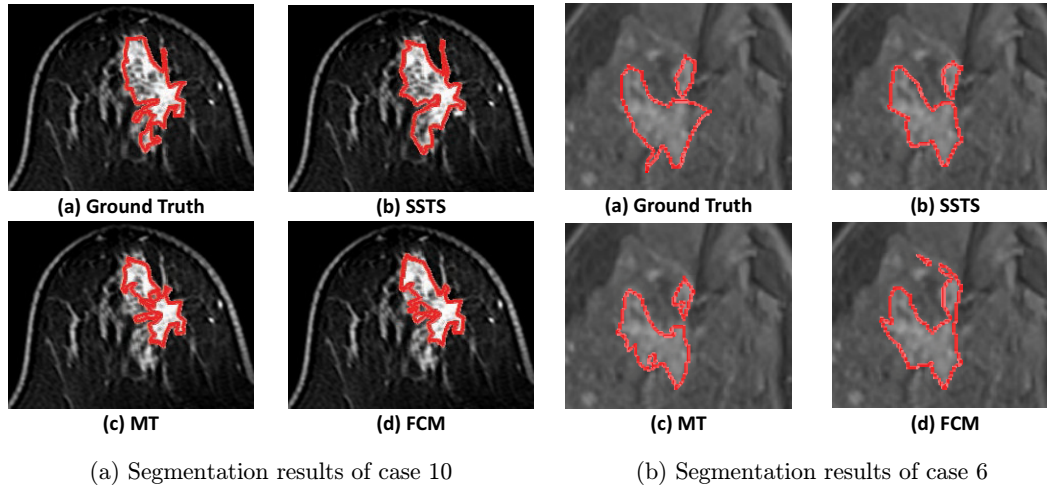 (a) Ground Truth (b) SSTS (a) Ground Truth (b) SSTS
(c) MT (d) FCM (c) MT (d) FCM
(a) Segmentation results of case 10 (b) Segmentation results of case 6